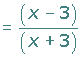 = (x - 3)
(x + 3)